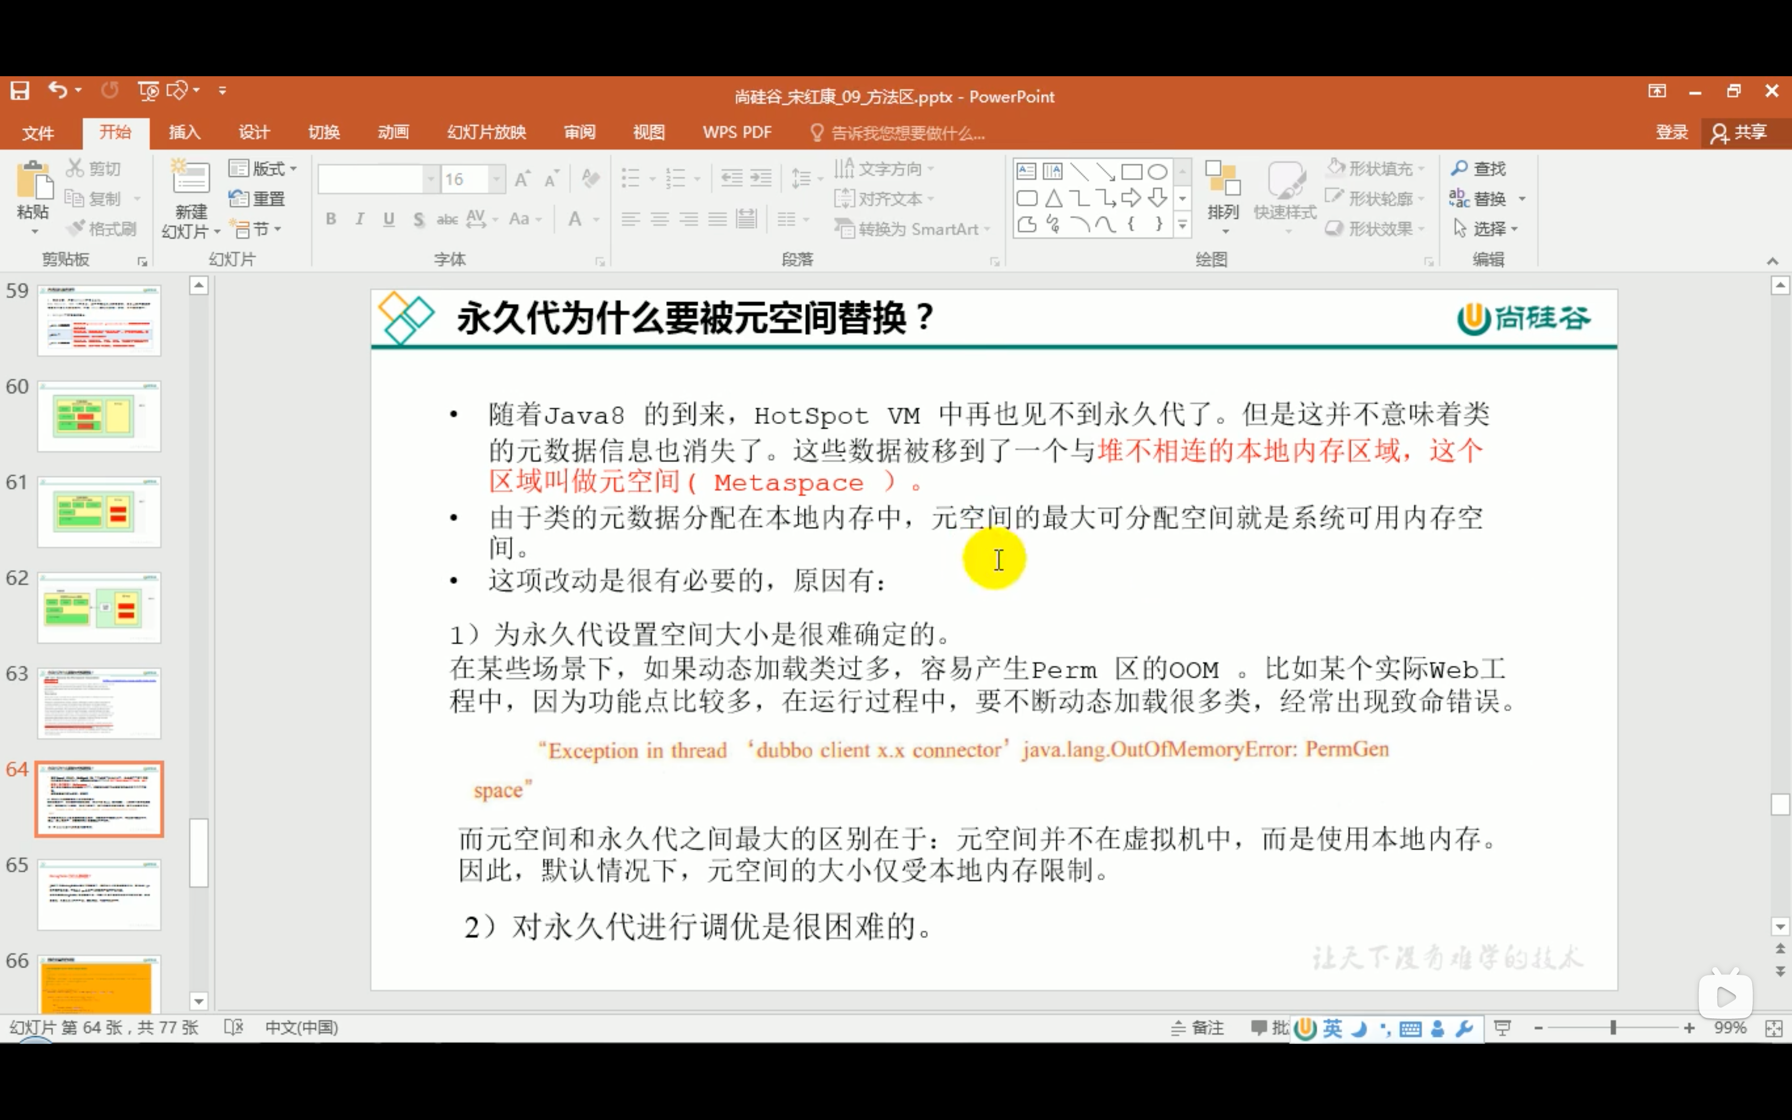 尚硅谷_宋红康_09_方法区.pptx - PowerPoint
文件 开始 插入 设计 切换 动画 幻灯片放映 审阅 视图 WPS PDF 告诉我您想要做什么... 登录 共享
粘贴 剪切 复制 格式刷
剪贴板
新建幻灯片 版式 重置 节
幻灯片
16
B I U S abc AV Aa A
字体
文字方向
对齐文本
转换为 SmartArt
段落
排列 快速样式 形状填充 形状轮廓 形状效果
绘图
查找
替换
选择
编辑
59
60
61
62
63
64
65
66
永久代为什么要被元空间替换？
尚硅谷
• 随着Java8 的到来，HotSpot VM 中再也见不到永久代了。但是这并不意味着类
的元数据信息也消失了。这些数据被移到了一个与堆不相连的本地内存区域，这个
区域叫做元空间( Metaspace ）。
• 由于类的元数据分配在本地内存中，元空间的最大可分配空间就是系统可用内存空
间。
• 这项改动是很有必要的，原因有：
1）为永久代设置空间大小是很难确定的。
在某些场景下，如果动态加载类过多，容易产生Perm 区的OOM 。比如某个实际Web工
程中，因为功能点比较多，在运行过程中，要不断动态加载很多类，经常出现致命错误。
“Exception in thread ‘dubbo client x.x connector’ java.lang.OutOfMemoryError: PermGen
space”
而元空间和永久代之间最大的区别在于：元空间并不在虚拟机中，而是使用本地内存。
因此，默认情况下，元空间的大小仅受本地内存限制。
2）对永久代进行调优是很困难的。
让天下没有难学的技术
幻灯片 第 64 张，共 77 张 中文(中国) 备注 批 英 99%